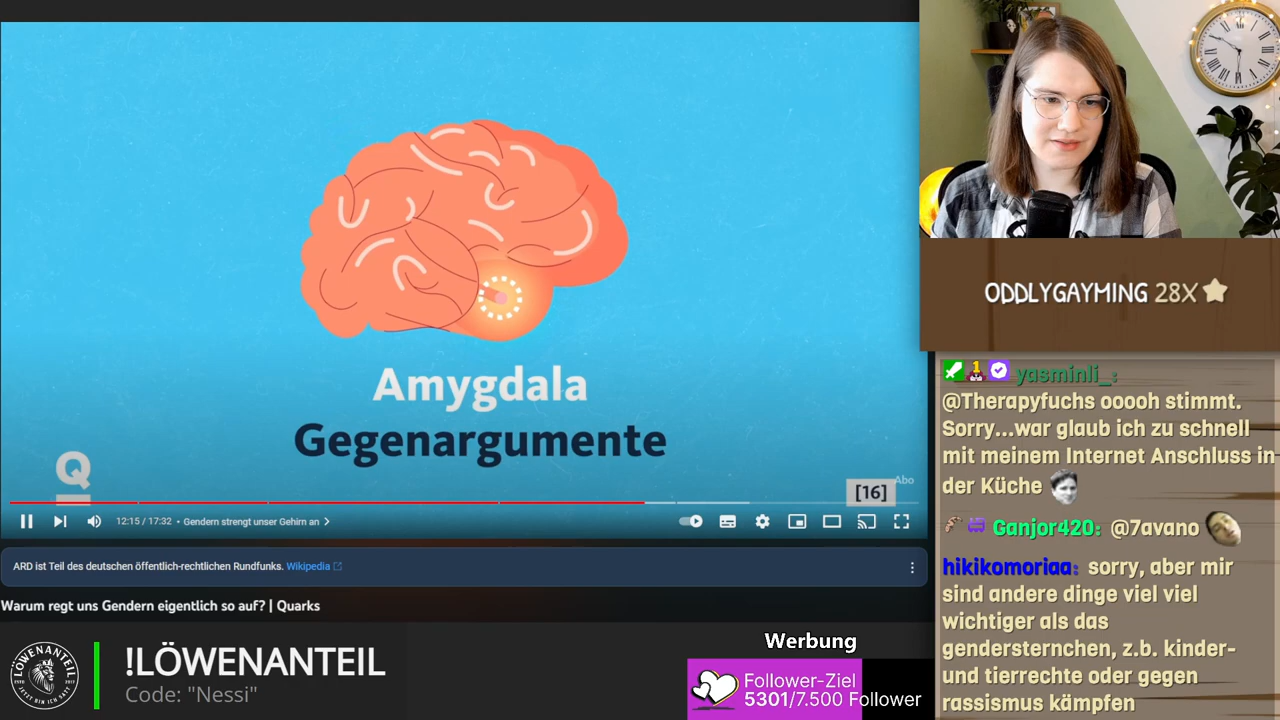 Amygdala
Gegenargumente
Q
[16]
Abo
12:15 / 17:32 • Gendern strengt unser Gehirn an
ARD ist Teil des deutschen öffentlich-rechtlichen Rundfunks. Wikipedia
Warum regt uns Gendern eigentlich so auf? | Quarks
LÖWENANTEIL
!LÖWENANTEIL
Code: "Nessi"
Werbung
Follower-Ziel
5301/7.500 Follower
ODDLYGAYMING 28X
yasminli_:
@Therapyfuchs ooooh stimmt.
Sorry...war glaub ich zu schnell
mit meinem Internet Anschluss in
der Küche
Ganjor420: @7avano
hikikomoriaa: sorry, aber mir
sind andere dinge viel viel
wichtiger als das
gendersternchen, z.b. kinder-
und tierrechte oder gegen
rassismus kämpfen